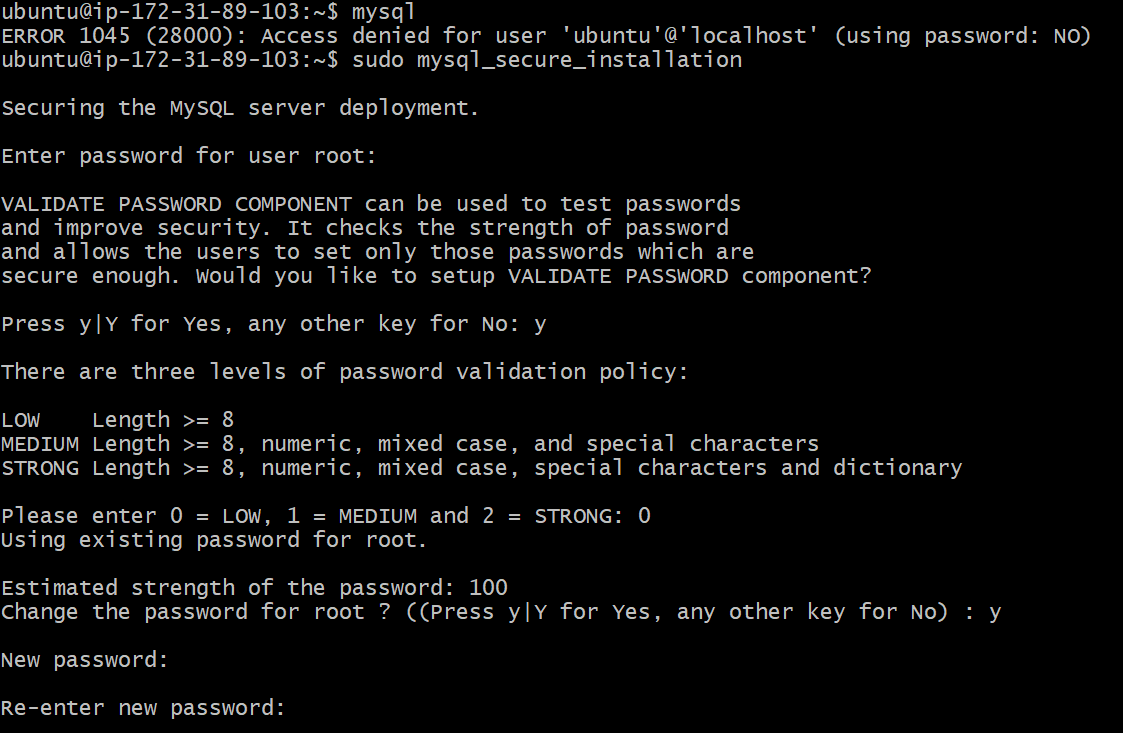 ubuntu@ip-172-31-89-103:~$ mysql
ERROR 1045 (28000): Access denied for user 'ubuntu'@'localhost' (using password: NO)
ubuntu@ip-172-31-89-103:~$ sudo mysql_secure_installation
Securing the MySQL server deployment.
Enter password for user root:
VALIDATE PASSWORD COMPONENT can be used to test passwords
and improve security. It checks the strength of password
and allows the users to set only those passwords which are
secure enough. Would you like to setup VALIDATE PASSWORD component?
Press y|Y for Yes, any other key for No: y
There are three levels of password validation policy:
LOW    Length >= 8
MEDIUM Length >= 8, numeric, mixed case, and special characters
STRONG Length >= 8, numeric, mixed case, special characters and dictionary
Please enter 0 = LOW, 1 = MEDIUM and 2 = STRONG: 0
Using existing password for root.
Estimated strength of the password: 100
Change the password for root ? ((Press y|Y for Yes, any other key for No) : y
New password:
Re-enter new password: